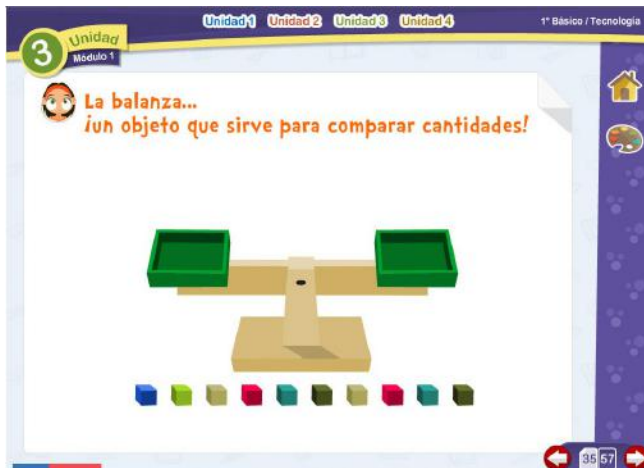 Unidad 1 Unidad 2 Unidad 3 Unidad 4
1° Básico / Tecnología
3 Unidad
Módulo 1
La balanza...
¡un objeto que sirve para comparar cantidades!
35 57